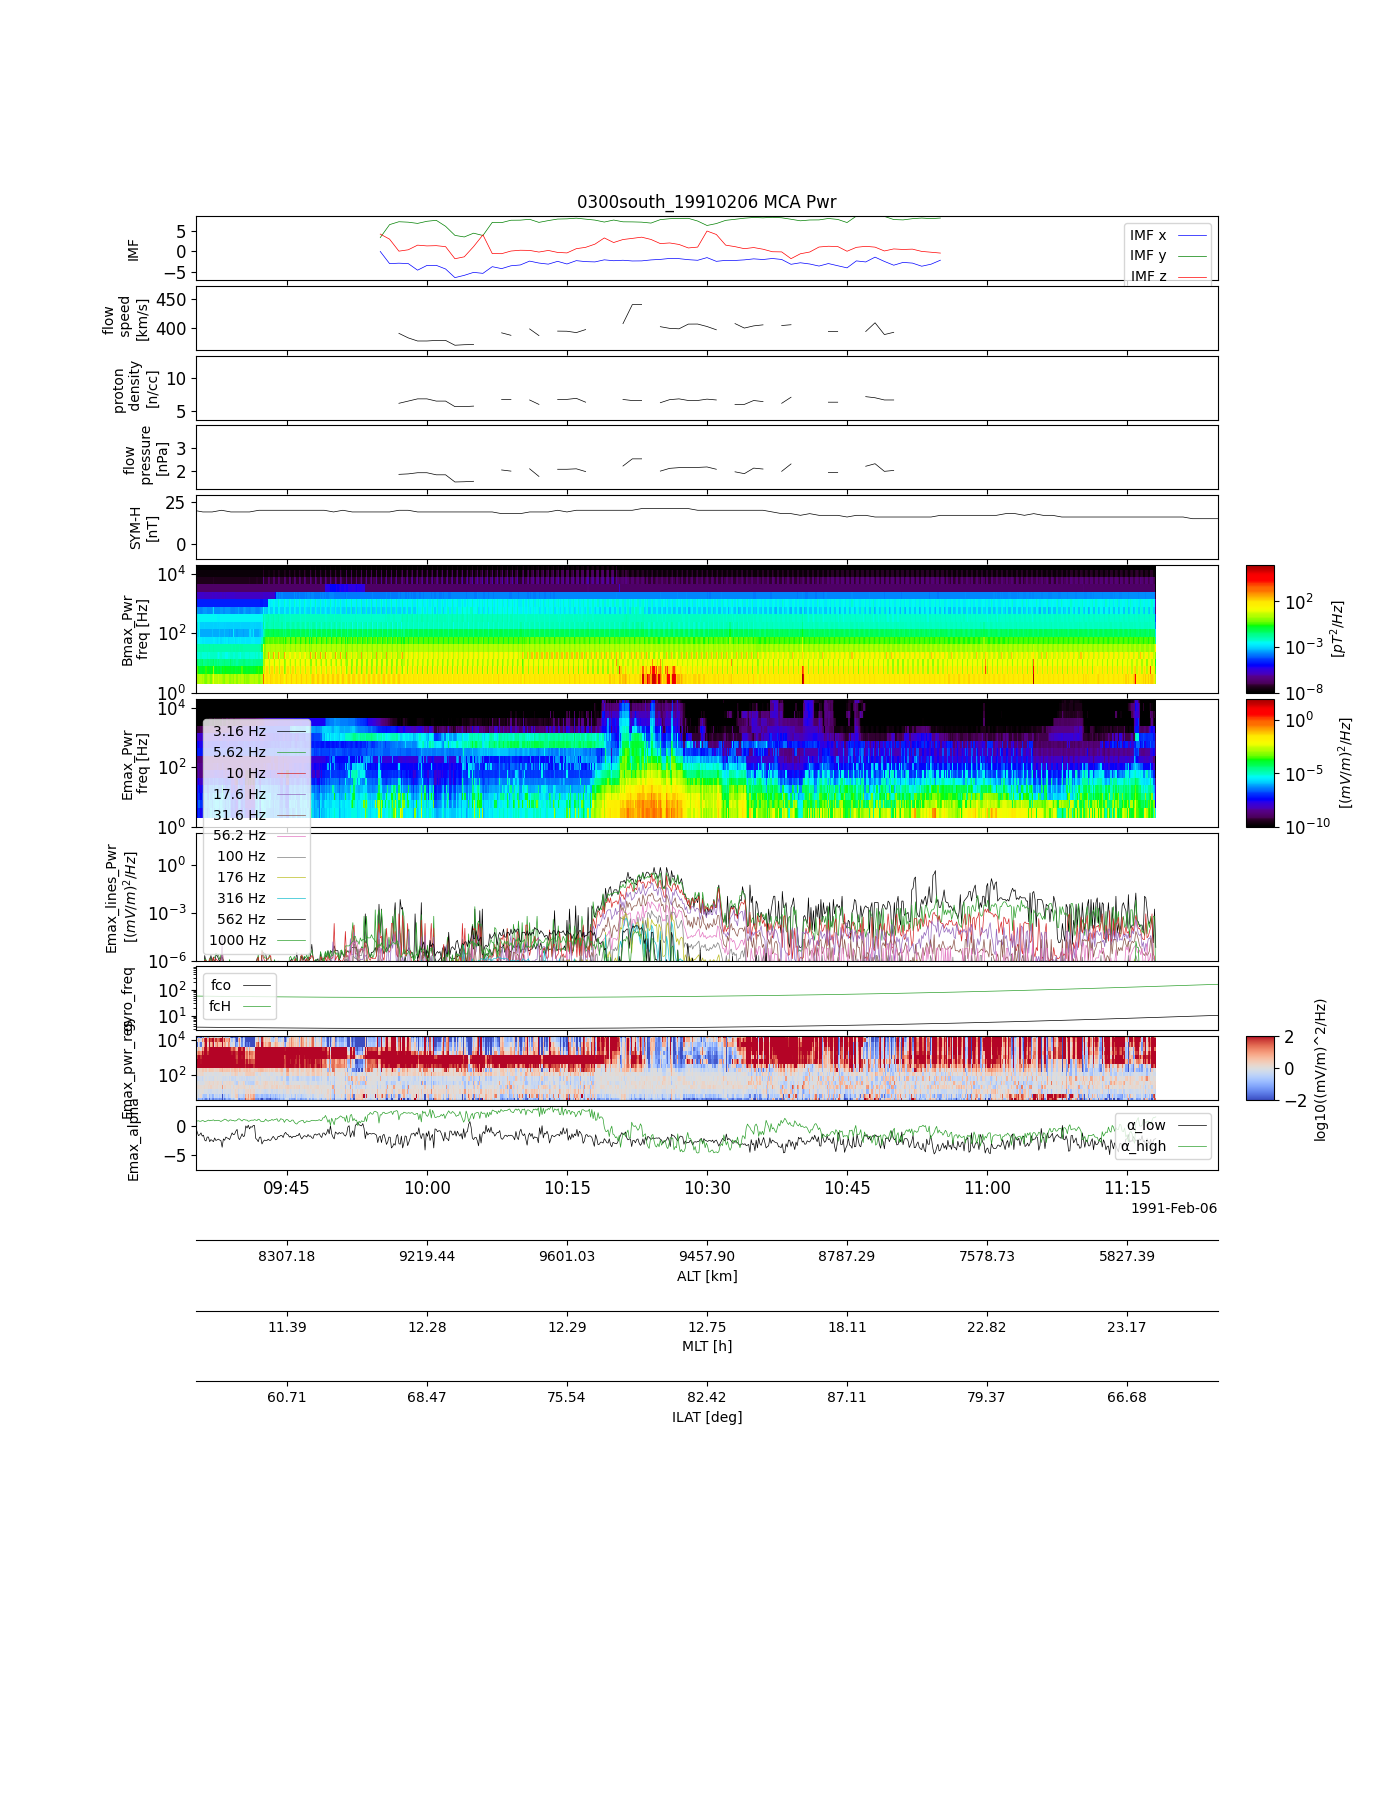 0300south_19910206 MCA Pwr
IMF
5
0
−5
IMF x
IMF y
IMF z
flow
speed
[km/s]
450
400
proton
density
[n/cc]
10
5
flow
pressure
[nPa]
3
2
SYM-H
[nT]
25
0
Bmax_Pwr
freq [Hz]
10^4
10^2
10^0
10^2
10^−3
10^−8
[pT^2/Hz]
Emax_Pwr
freq [Hz]
10^4
10^2
10^0
10^0
10^−5
10^−10
[(mV/m)^2/Hz]
3.16 Hz
5.62 Hz
10 Hz
17.6 Hz
31.6 Hz
56.2 Hz
100 Hz
176 Hz
316 Hz
562 Hz
1000 Hz
Emax_lines_Pwr
[(mV/m)^2/Hz]
10^0
10^−3
10^−6
gyro_freq
10^2
10^1
fco
fcH
Emax_pwr_reg
10^4
10^2
2
0
−2
log10((mV/m)^2/Hz)
Emax_alpha
0
−5
α_low
α_high
09:45 10:00 10:15 10:30 10:45 11:00 11:15
1991-Feb-06
8307.18 9219.44 9601.03 9457.90 8787.29 7578.73 5827.39
ALT [km]
11.39 12.28 12.29 12.75 18.11 22.82 23.17
MLT [h]
60.71 68.47 75.54 82.42 87.11 79.37 66.68
ILAT [deg]